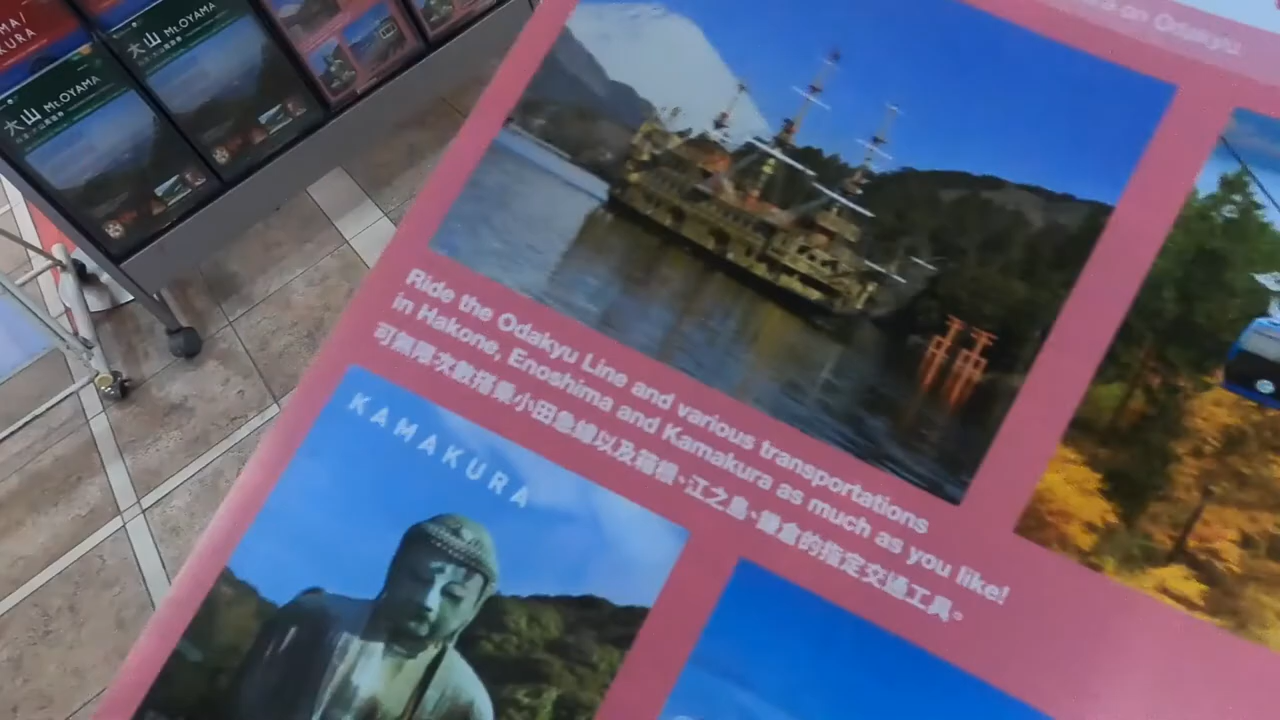 大山 Mt.OYAMA
大山 Mt.OYAMA
on Odakyu
Ride the Odakyu Line and various transportations
in Hakone, Enoshima and Kamakura as much as you like!
可無限次數搭乘小田急線以及箱根、江之島、鎌倉的指定交通工具。
KAMAKURA